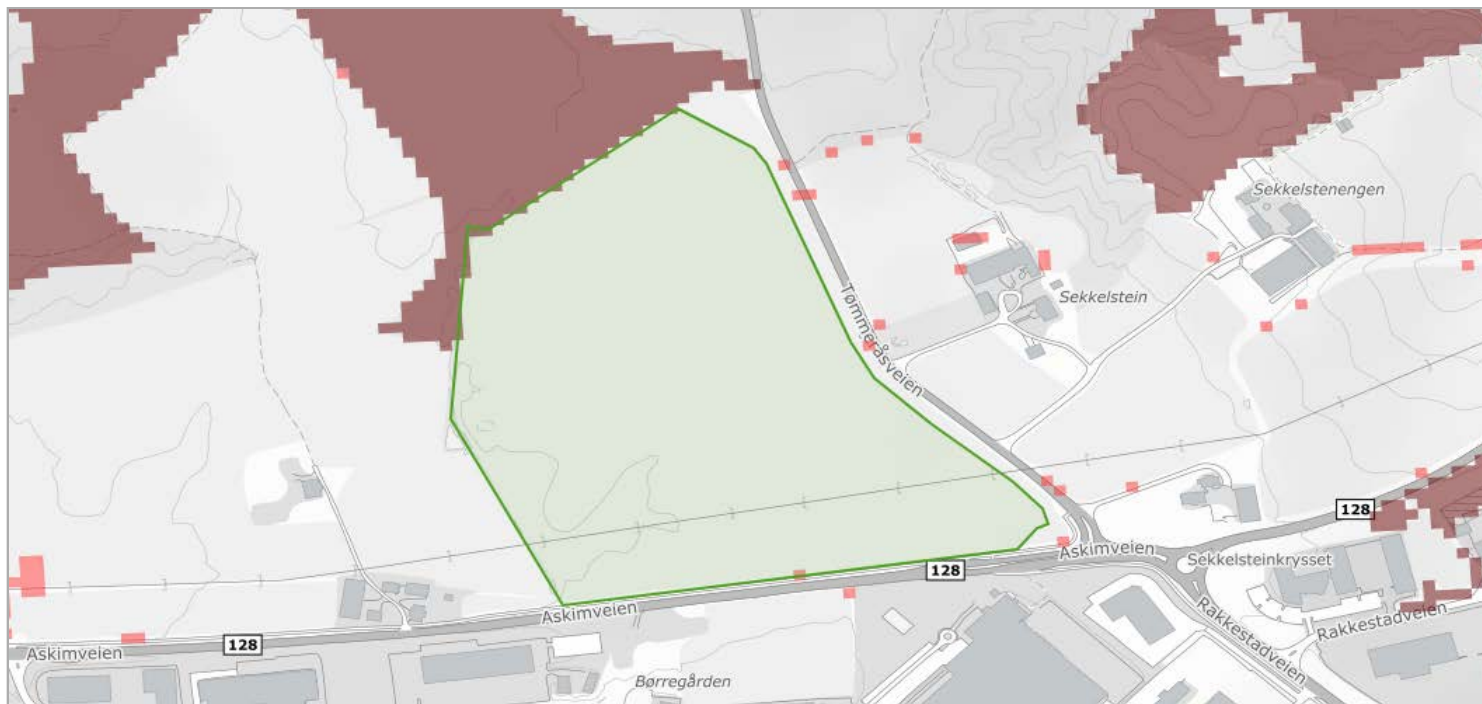 Sekkelstenengen
Sekkelstein
Tømmeråsveien
128
Askimveien
Sekkelsteinkrysset
128
Askimveien
Rakkestadveien
Rakkestadveien
128
Askimveien
Børregården